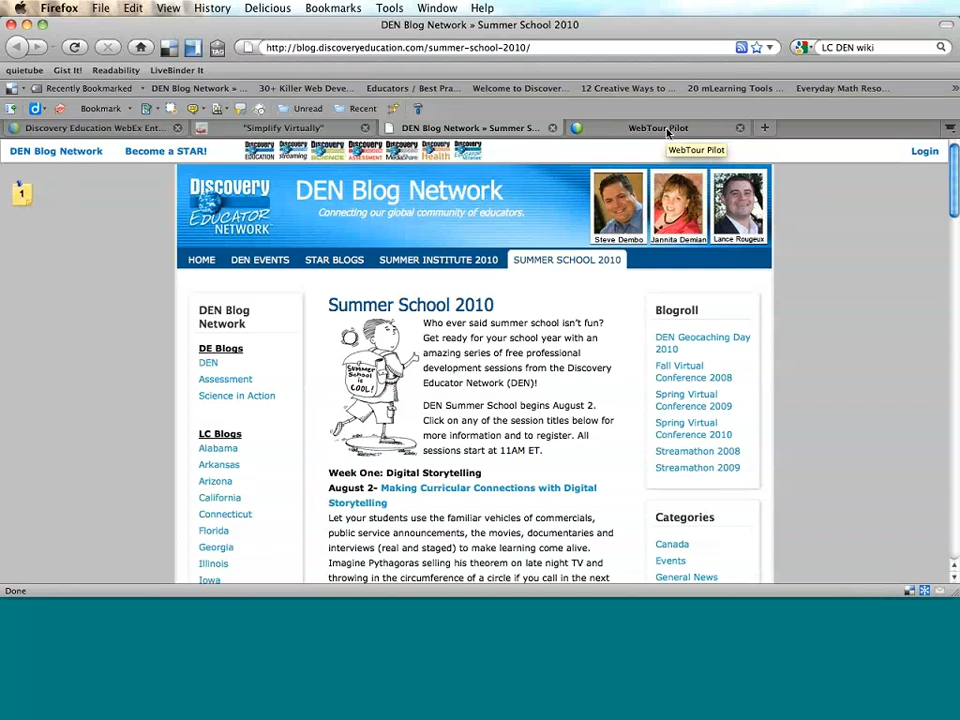 Firefox File Edit View History Delicious Bookmarks Tools Window Help
DEN Blog Network » Summer School 2010
http://blog.discoveryeducation.com/summer-school-2010/
LC DEN wiki
TAG
quietube Gist It! Readability LiveBinder It
Recently Bookmarked DEN Blog Network » ... 30+ Killer Web Deve... Educators / Best Pra... Welcome to Discover... 12 Creative Ways to ... 20 mLearning Tools ... Everyday Math Reso...
Bookmark Unread Recent
Discovery Education WebEx Ent... "Simplify Virtually" DEN Blog Network » Summer S... WebTour Pilot
WebTour Pilot
DEN Blog Network Become a STAR! Login
1
Discovery
EDUCATOR
NETWORK
DEN Blog Network
Connecting our global community of educators.
Steve Dembo Jannita Demian Lance Rougeux
HOME DEN EVENTS STAR BLOGS SUMMER INSTITUTE 2010 SUMMER SCHOOL 2010
DEN Blog
Network
DE Blogs
DEN
Assessment
Science in Action
LC Blogs
Alabama
Arkansas
Arizona
California
Connecticut
Florida
Georgia
Illinois
Iowa
Summer School 2010
SUMMER
SCHOOL
IS
COOL!
Who ever said summer school isn't fun?
Get ready for your school year with an
amazing series of free professional
development sessions from the Discovery
Educator Network (DEN)!
DEN Summer School begins August 2.
Click on any of the session titles below for
more information and to register. All
sessions start at 11AM ET.
Week One: Digital Storytelling
August 2- Making Curricular Connections with Digital
Storytelling
Let your students use the familiar vehicles of commercials,
public service announcements, the movies, documentaries and
interviews (real and staged) to make learning come alive.
Imagine Pythagoras selling his theorem on late night TV and
throwing in the circumference of a circle if you call in the next
Blogroll
DEN Geocaching Day
2010
Fall Virtual
Conference 2008
Spring Virtual
Conference 2009
Spring Virtual
Conference 2010
Streamathon 2008
Streamathon 2009
Categories
Canada
Events
General News
Done